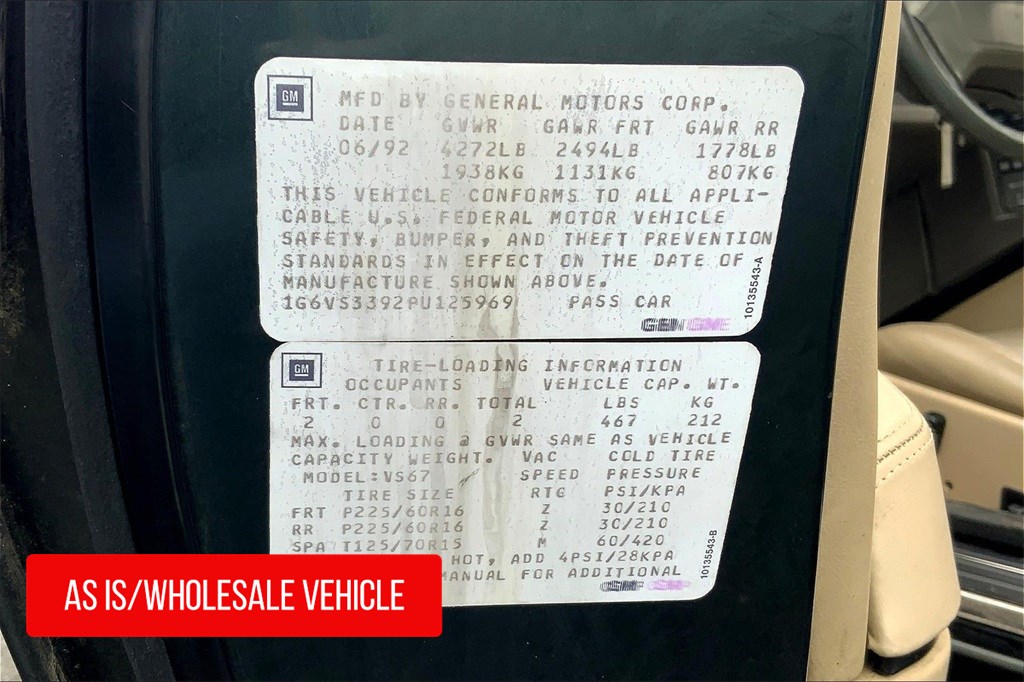 GM
MFD BY GENERAL MOTORS CORP.
DATE GVWR GAWR FRT GAWR RR
06/92 4272LB 2494LB 1778LB
1938KG 1131KG 807KG
THIS VEHICLE CONFORMS TO ALL APPLI-
CABLE U.S. FEDERAL MOTOR VEHICLE
SAFETY, BUMPER, AND THEFT PREVENTION
STANDARDS IN EFFECT ON THE DATE OF
MANUFACTURE SHOWN ABOVE.
1G6VS3392PU125969 PASS CAR
10135543-A
GM
TIRE-LOADING INFORMATION
OCCUPANTS VEHICLE CAP. WT.
FRT. CTR. RR. TOTAL LBS KG
2 0 0 2 467 212
MAX. LOADING @ GVWR SAME AS VEHICLE
CAPACITY WEIGHT. VAC COLD TIRE
MODEL:VS67 SPEED PRESSURE
TIRE SIZE RTG PSI/KPA
FRT P225/60R16 Z 30/210
RR P225/60R16 Z 30/210
SPA T125/70R15 M 60/420
HOT, ADD 4PSI/28KPA
MANUAL FOR ADDITIONAL
10135543-B
AS IS/WHOLESALE VEHICLE